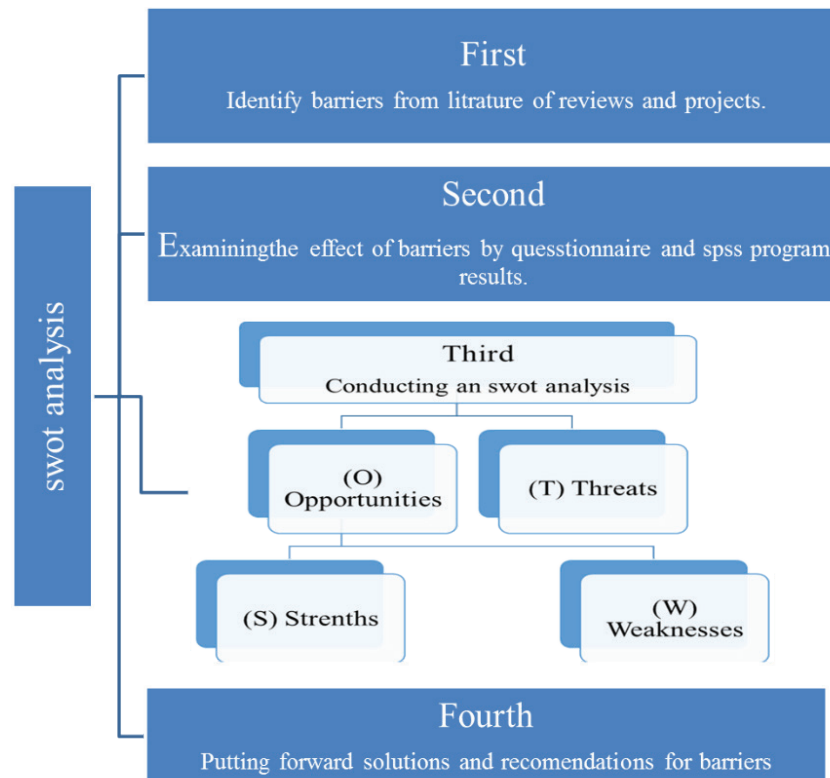 swot analysis
First
Identify barriers from litrature of reviews and projects.
Second
Examiningthe effect of barriers by quesstionnaire and spss program
results.
Third
Conducting an swot analysis
(O)
Opportunities
(T) Threats
(S) Strenths
(W)
Weaknesses
Fourth
Putting forward solutions and recomendations for barriers